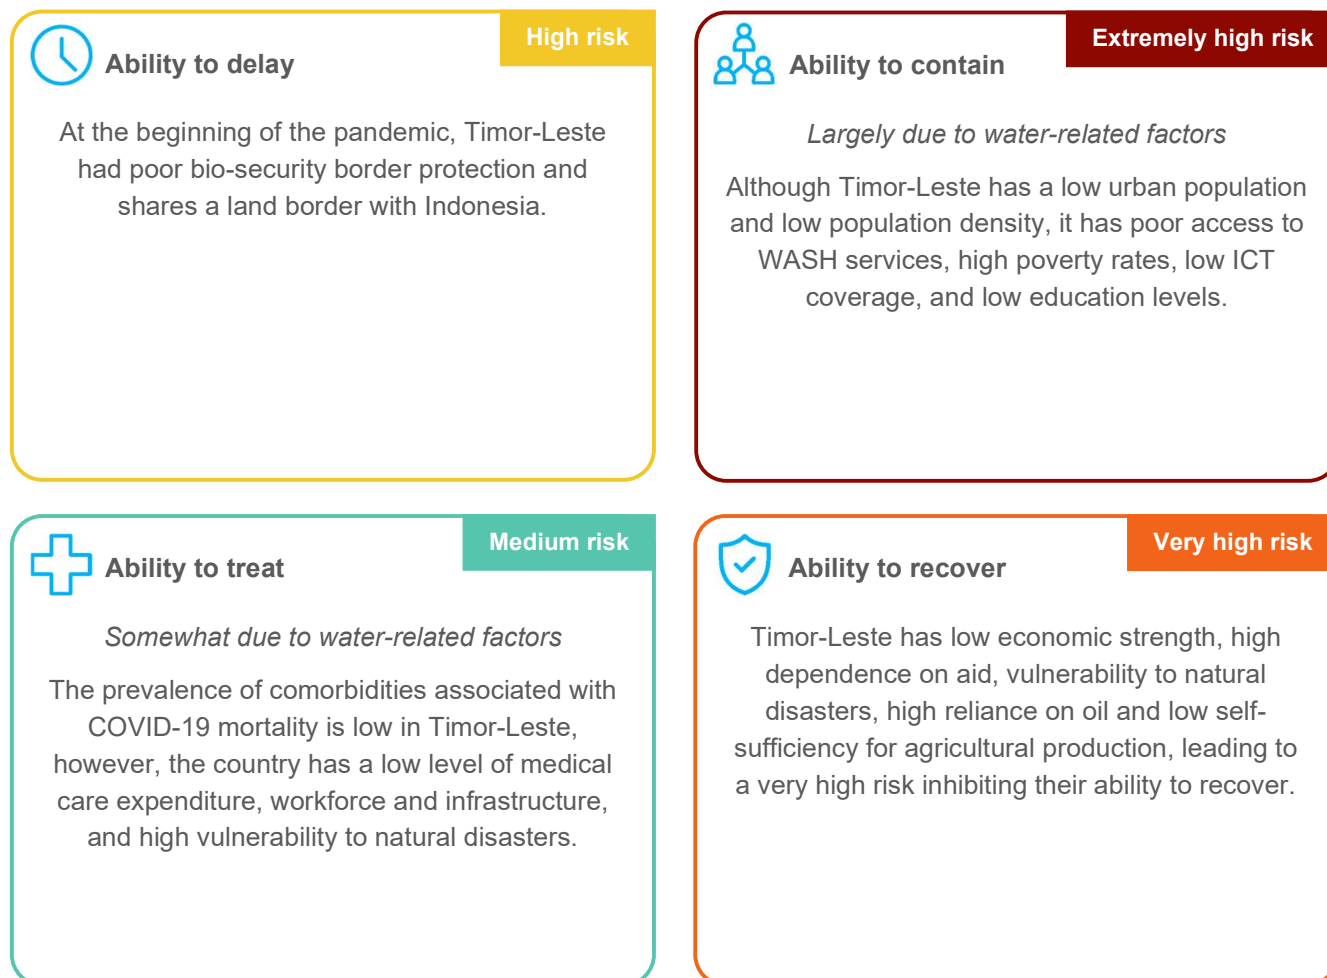 High risk
Ability to delay
At the beginning of the pandemic, Timor-Leste
had poor bio-security border protection and
shares a land border with Indonesia.
Extremely high risk
Ability to contain
Largely due to water-related factors
Although Timor-Leste has a low urban population
and low population density, it has poor access to
WASH services, high poverty rates, low ICT
coverage, and low education levels.
Medium risk
Ability to treat
Somewhat due to water-related factors
The prevalence of comorbidities associated with
COVID-19 mortality is low in Timor-Leste,
however, the country has a low level of medical
care expenditure, workforce and infrastructure,
and high vulnerability to natural disasters.
Very high risk
Ability to recover
Timor-Leste has low economic strength, high
dependence on aid, vulnerability to natural
disasters, high reliance on oil and low self-
sufficiency for agricultural production, leading to
a very high risk inhibiting their ability to recover.